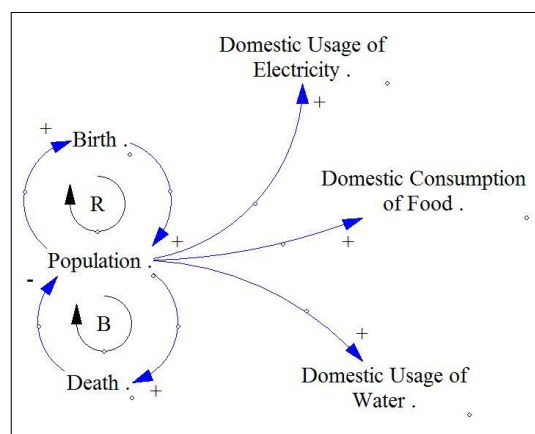 Domestic Usage of
Electricity .
+
+
Birth .
Domestic Consumption
of Food .
R
+
+
Population .
-
B
+
Death .
+
Domestic Usage of
Water .